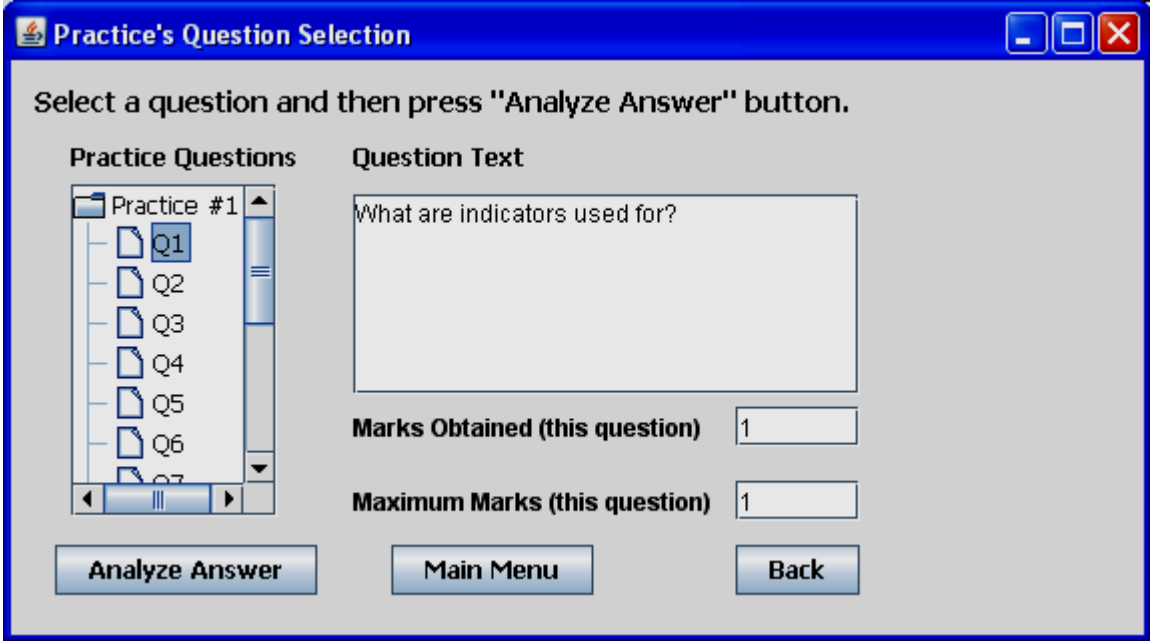 Practice's Question Selection
Select a question and then press "Analyze Answer" button.
Practice Questions
Question Text
Practice #1
Q1
Q2
Q3
Q4
Q5
Q6
Q7
What are indicators used for?
Marks Obtained (this question) 1
Maximum Marks (this question) 1
Analyze Answer Main Menu Back